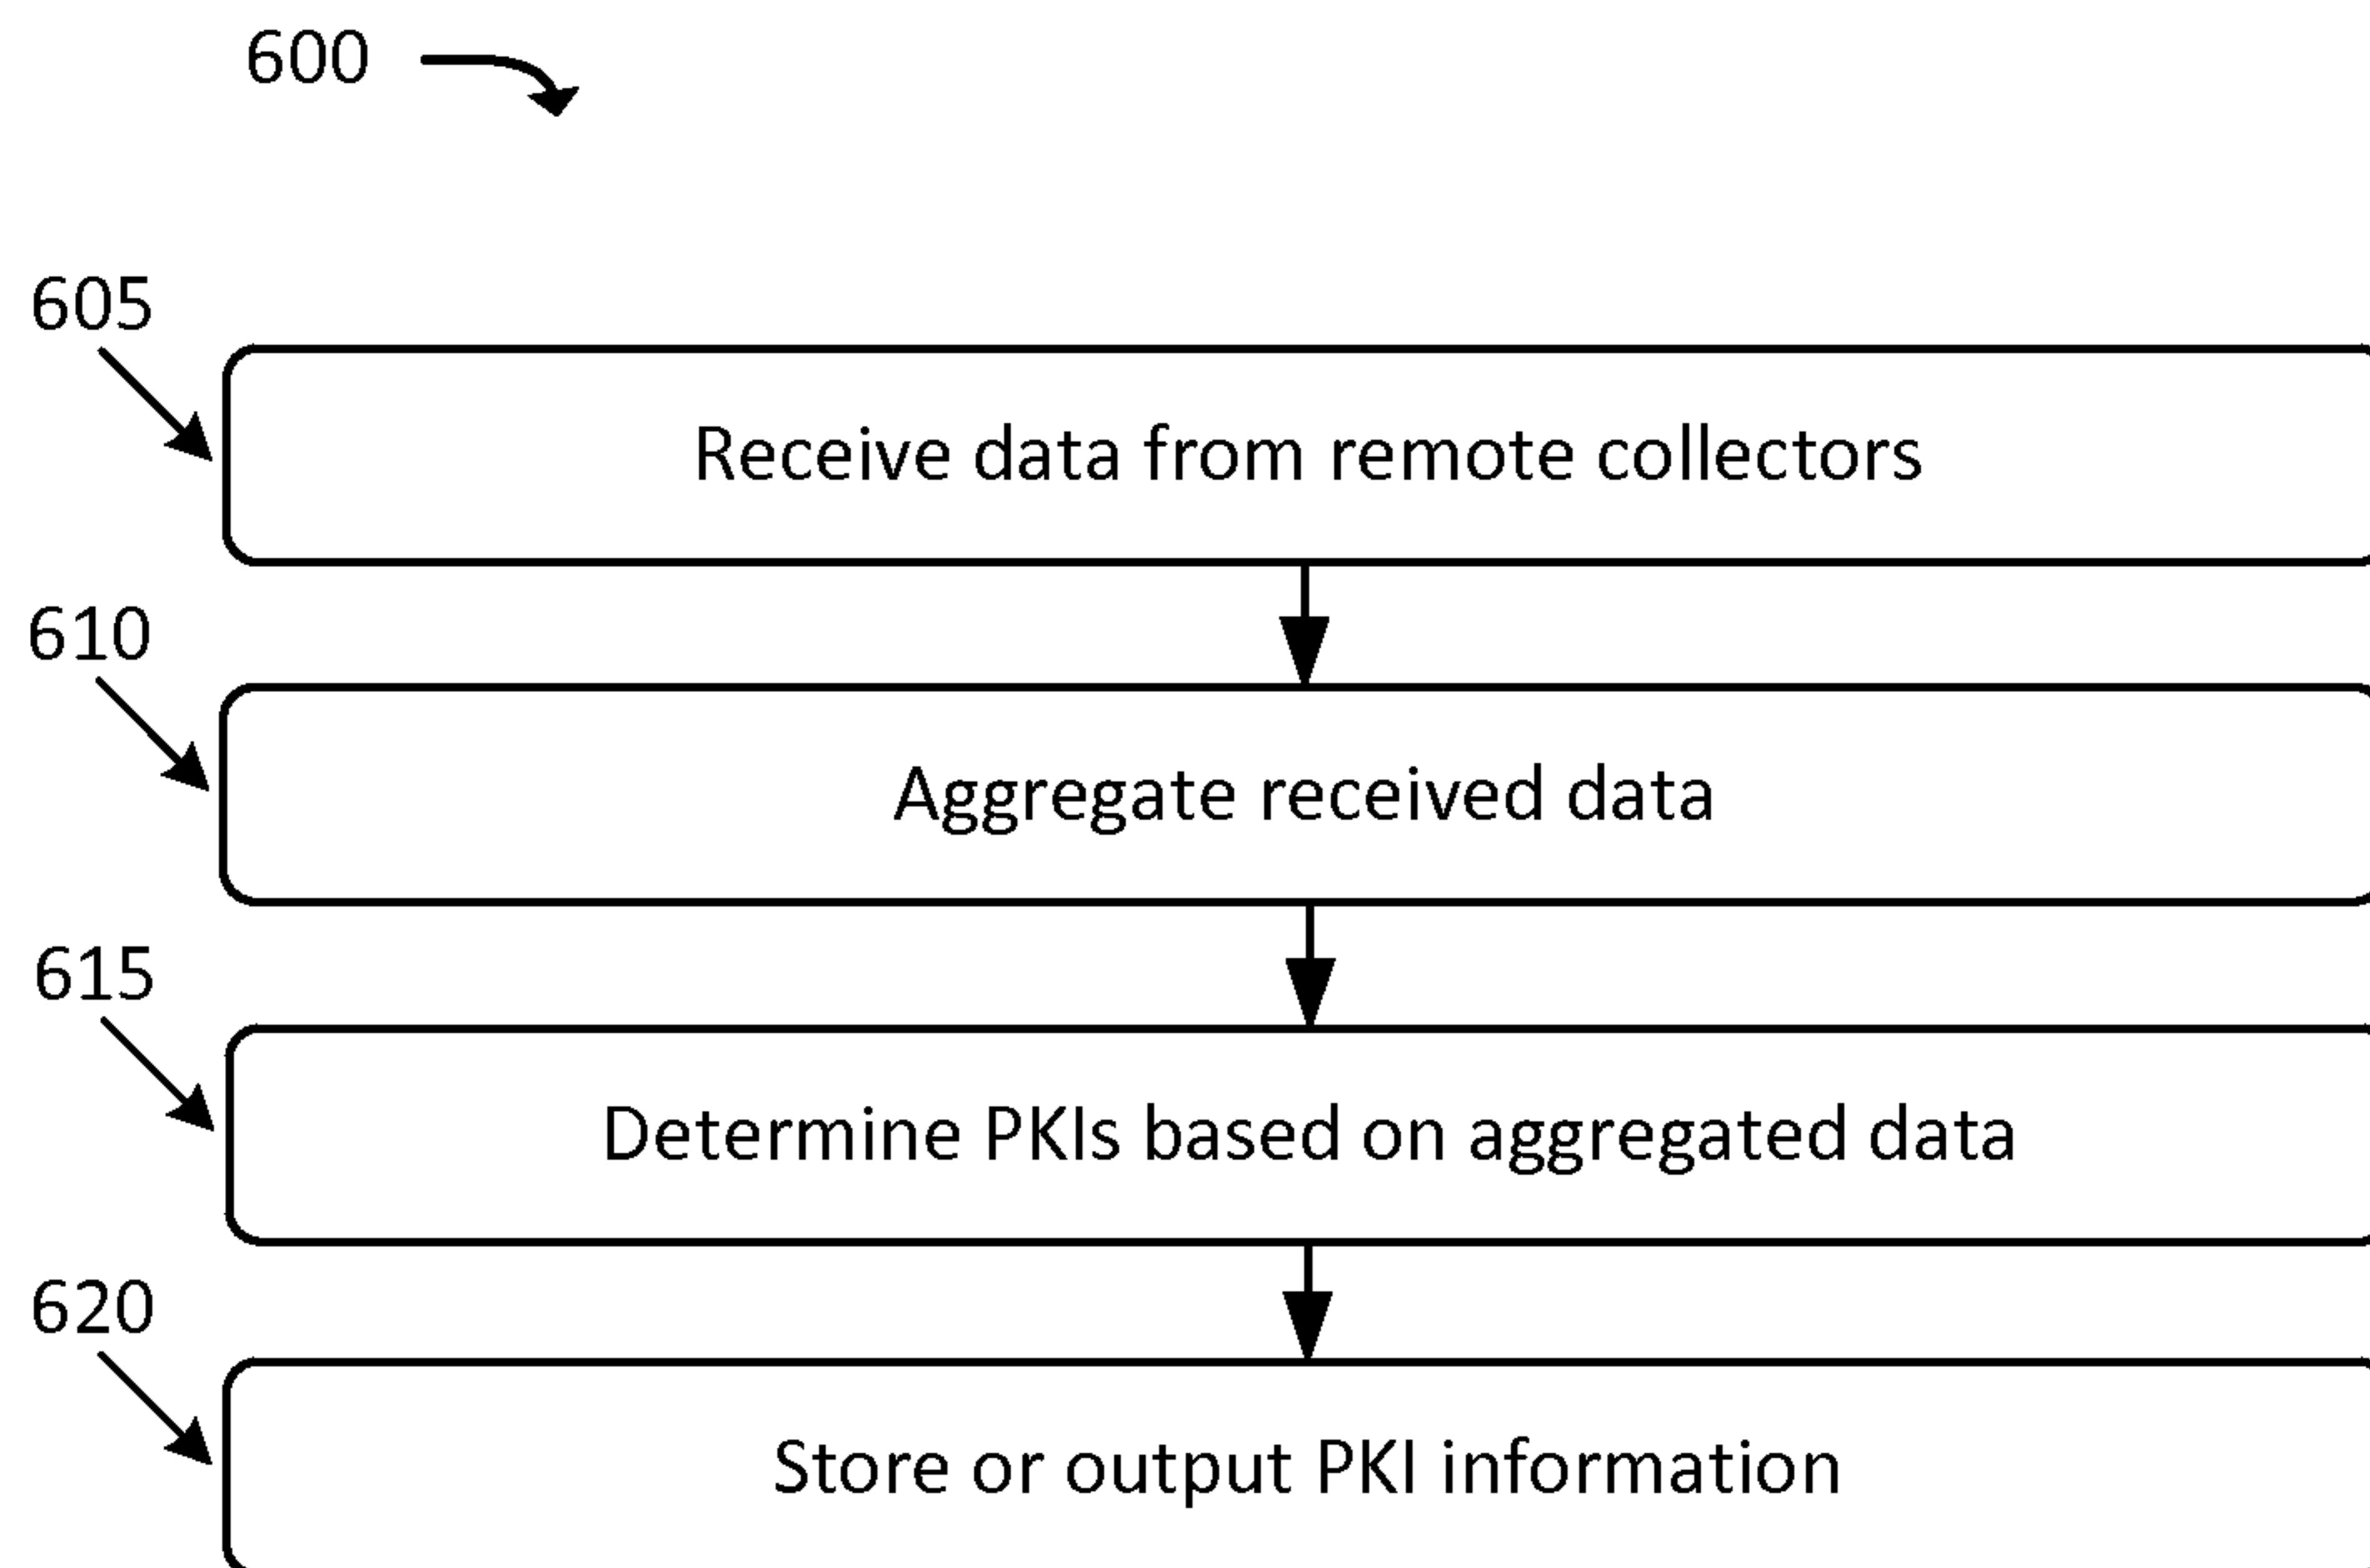 600
605
Receive data from remote collectors
610
Aggregate received data
615
Determine PKIs based on aggregated data
620
Store or output PKI information